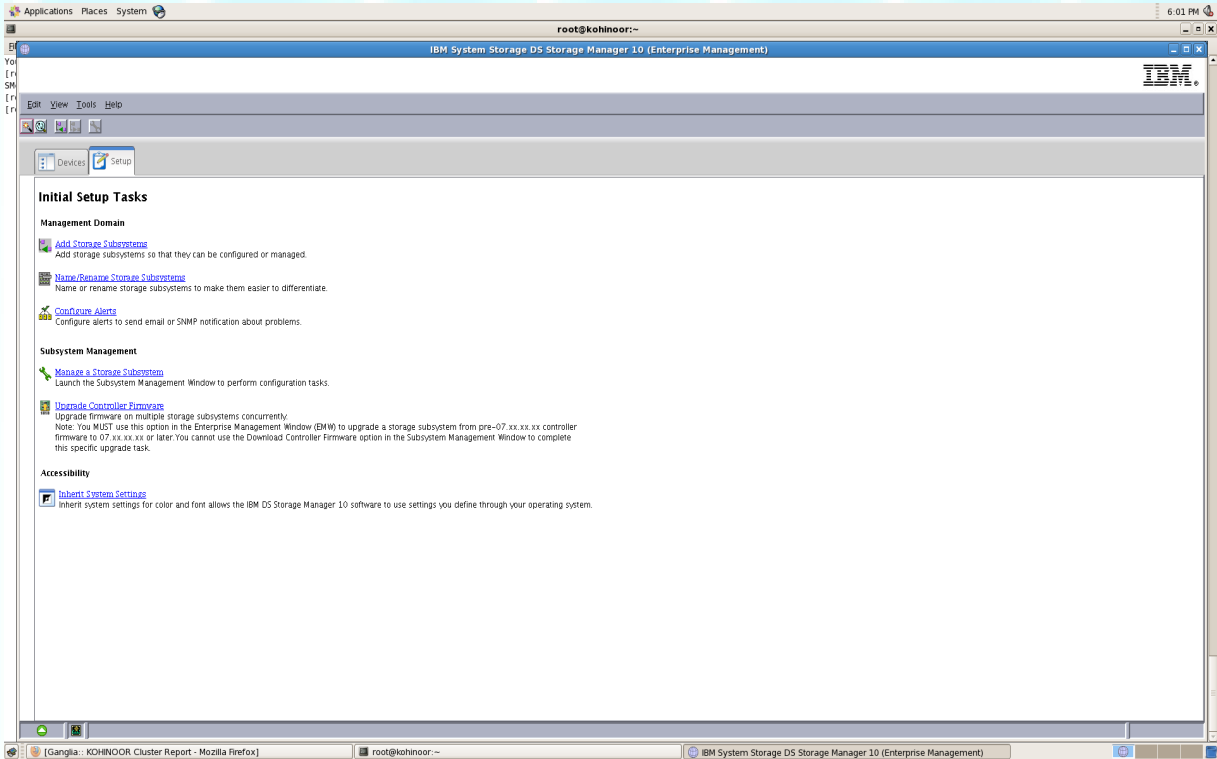 Applications Places System
6:01 PM
root@kohinoor:~
IBM System Storage DS Storage Manager 10 (Enterprise Management)
IBM
Edit View Tools Help
Devices Setup
Initial Setup Tasks
Management Domain
Add Storage Subsystems
Add storage subsystems so that they can be configured or managed.
Name/Rename Storage Subsystems
Name or rename storage subsystems to make them easier to differentiate.
Configure Alerts
Configure alerts to send email or SNMP notification about problems.
Subsystem Management
Manage a Storage Subsystem
Launch the Subsystem Management Window to perform configuration tasks.
Upgrade Controller Firmware
Upgrade firmware on multiple storage subsystems concurrently.
Note: You MUST use this option in the Enterprise Management Window (EMW) to upgrade a storage subsystem from pre-07.xx.xx.xx controller
firmware to 07.xx.xx.xx or later.You cannot use the Download Controller Firmware option in the Subsystem Management Window to complete
this specific upgrade task.
Accessibility
Inherit System Settings
Inherit system settings for color and font allows the IBM DS Storage Manager 10 software to use settings you define through your operating system.
[Ganglia:: KOHINOOR Cluster Report - Mozilla Firefox] root@kohinoor:~ IBM System Storage DS Storage Manager 10 (Enterprise Management)